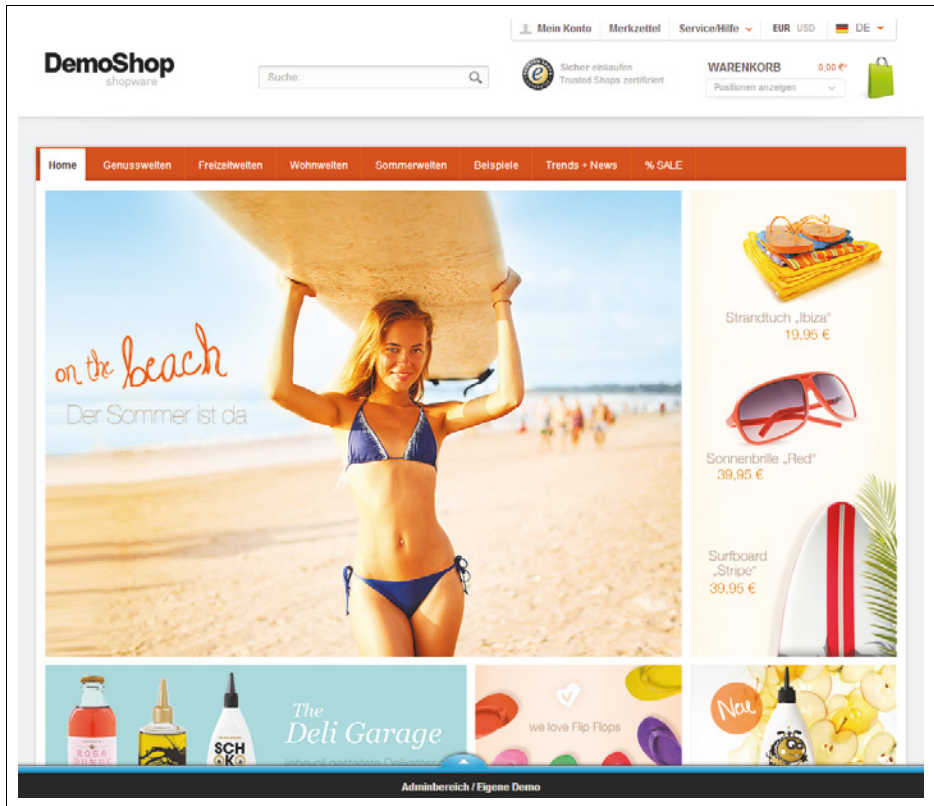 Mein Konto Merkzettel Service/Hilfe EUR USD DE
DemoShop
shopware
Suche:
Sicher einkaufen
Trusted Shops zertifiziert
WARENKORB 0,00 €*
Positionen anzeigen
Home Genusswelten Freizeitwelten Wohnwelten Sommerwelten Beispiele Trends + News % SALE
on the beach
Der Sommer ist da
Strandtuch „Ibiza“
19,95 €
Sonnenbrille „Red“
39,95 €
Surfboard
„Stripe“
39,95 €
The
Deli Garage
we love Flip Flops
Neu
SCH
OKO
ROSA
Adminbereich / Eigene Demo